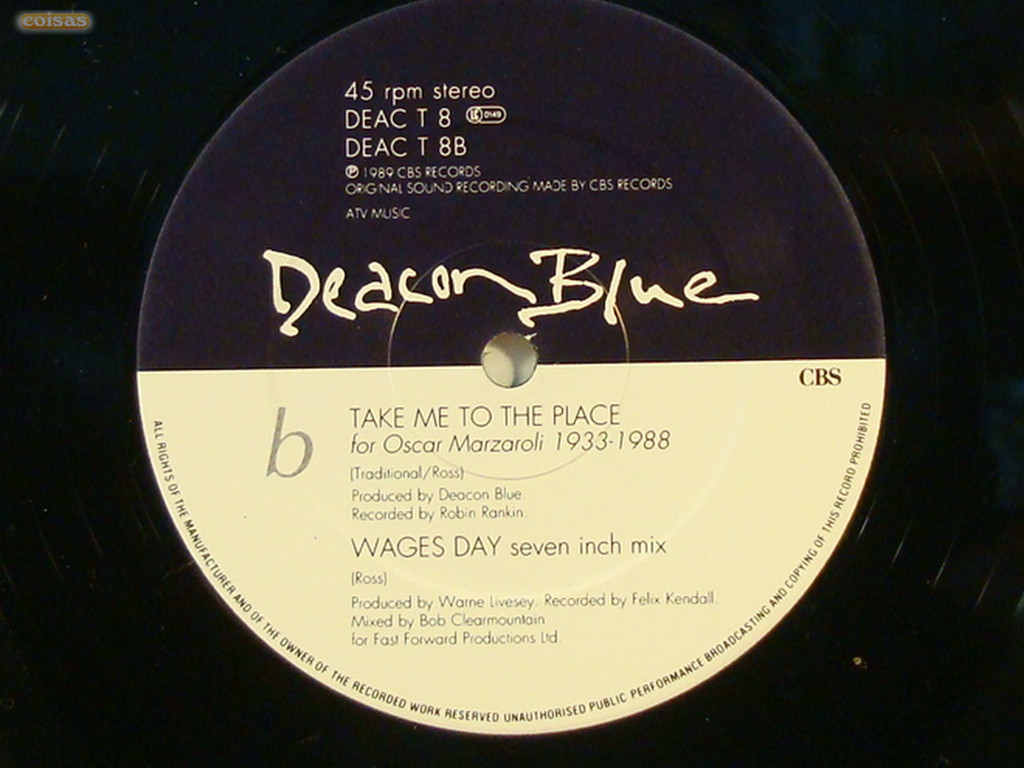 coisas
45 rpm stereo
DEAC T 8 LC 0149
DEAC T 8B
℗ 1989 CBS RECORDS
ORIGINAL SOUND RECORDING MADE BY CBS RECORDS
ATV MUSIC
Deacon Blue
CBS
b
TAKE ME TO THE PLACE
for Oscar Marzaroli 1933-1988
(Traditional/Ross)
Produced by Deacon Blue.
Recorded by Robin Rankin.
WAGES DAY seven inch mix
(Ross)
Produced by Warne Livesey. Recorded by Felix Kendall.
Mixed by Bob Clearmountain
for Fast Forward Productions Ltd.
ALL RIGHTS OF THE MANUFACTURER AND OF THE OWNER OF THE RECORDED WORK RESERVED UNAUTHORISED PUBLIC PERFORMANCE BROADCASTING AND COPYING OF THIS RECORD PROHIBITED